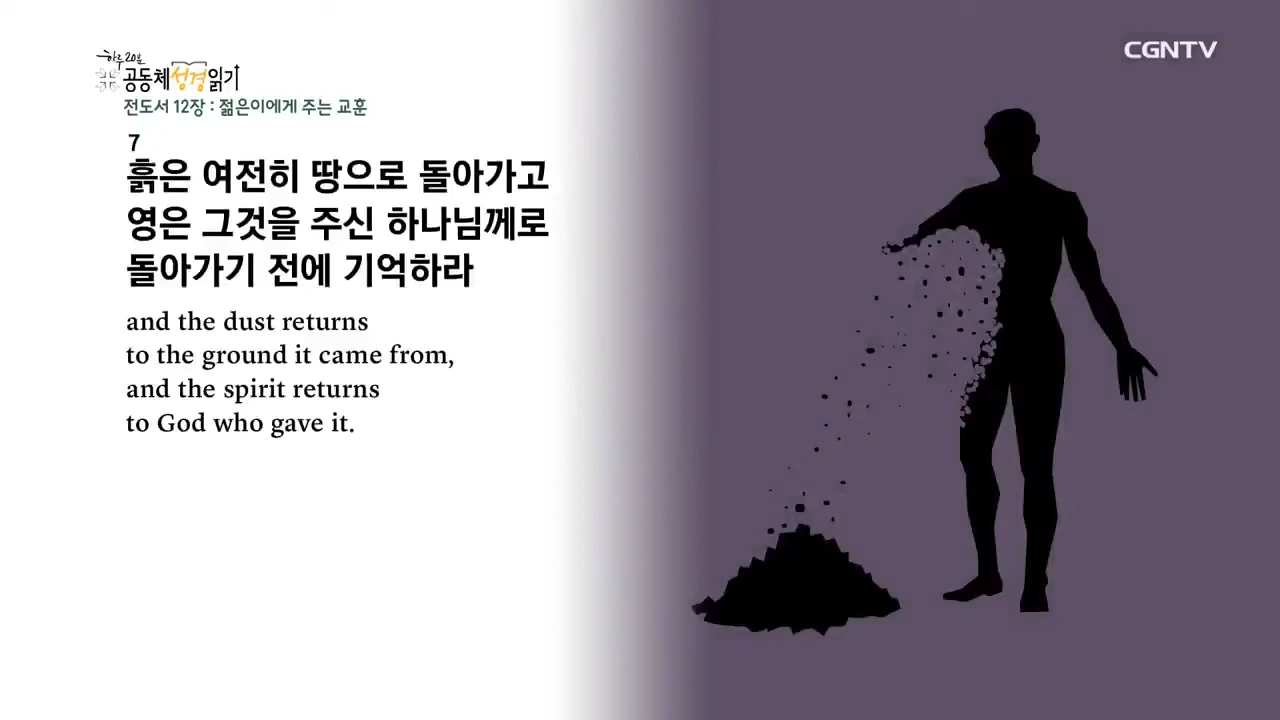 하루 20분
공동체성경읽기
CGNTV
전도서 12장 : 젊은이에게 주는 교훈
7
흙은 여전히 땅으로 돌아가고
영은 그것을 주신 하나님께로
돌아가기 전에 기억하라
and the dust returns
to the ground it came from,
and the spirit returns
to God who gave it.